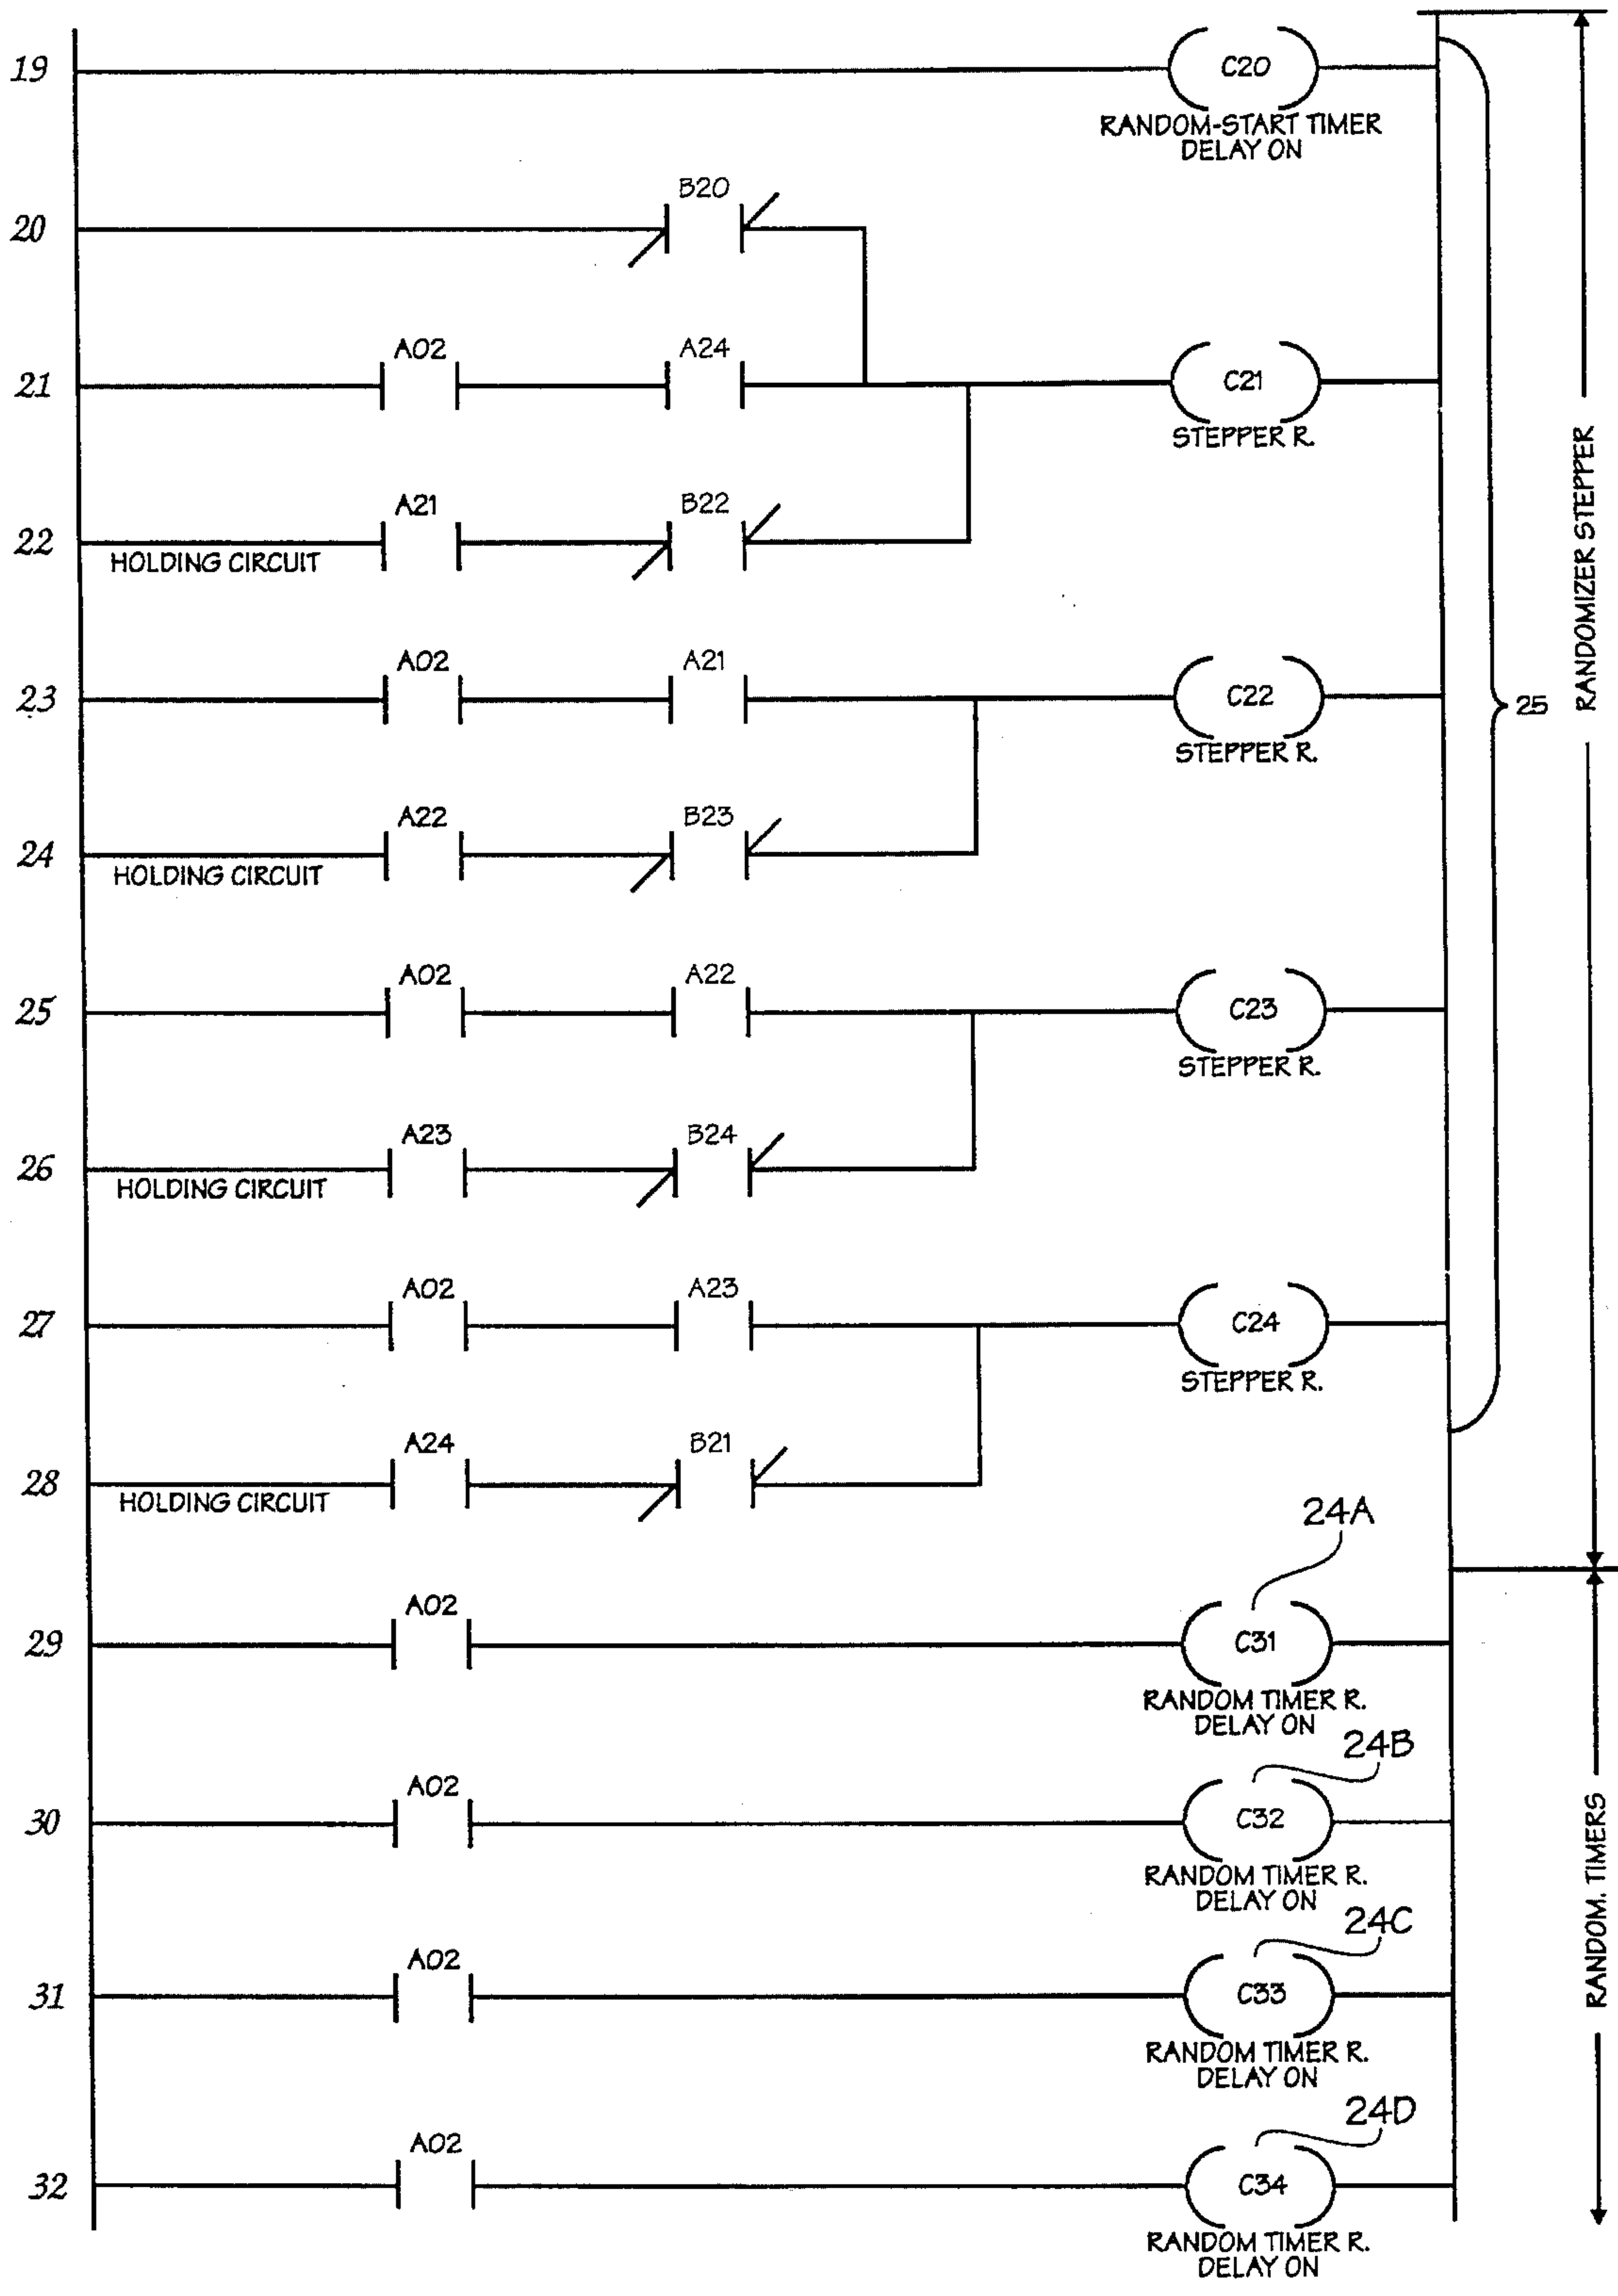 19
C20
RANDOM-START TIMER
DELAY ON
B20
20
A02
A24
21
C21
STEPPER R.
A21
B22
22
HOLDING CIRCUIT
A02
A21
23
C22
STEPPER R.
25
RANDOMIZER STEPPER
A22
B23
24
HOLDING CIRCUIT
A02
A22
25
C23
STEPPER R.
A23
B24
26
HOLDING CIRCUIT
A02
A23
27
C24
STEPPER R.
A24
B21
28
HOLDING CIRCUIT
24A
A02
29
C31
RANDOM TIMER R.
DELAY ON
24B
A02
30
C32
RANDOM TIMER R.
DELAY ON
RANDOM. TIMERS
24C
A02
31
C33
RANDOM TIMER R.
DELAY ON
24D
A02
32
C34
RANDOM TIMER R.
DELAY ON